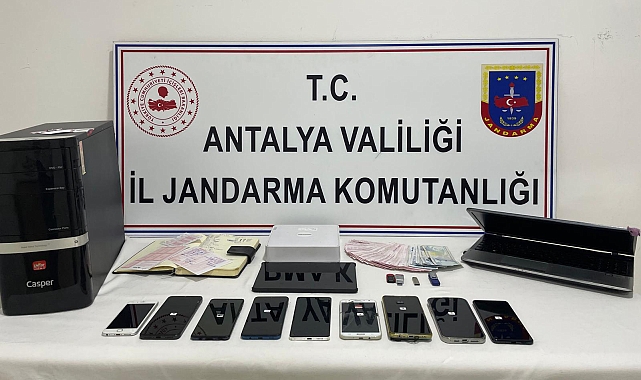 T.C.
ANTALYA VALİLİĞİ
İL JANDARMA KOMUTANLIĞI
JANDARMA
Casper